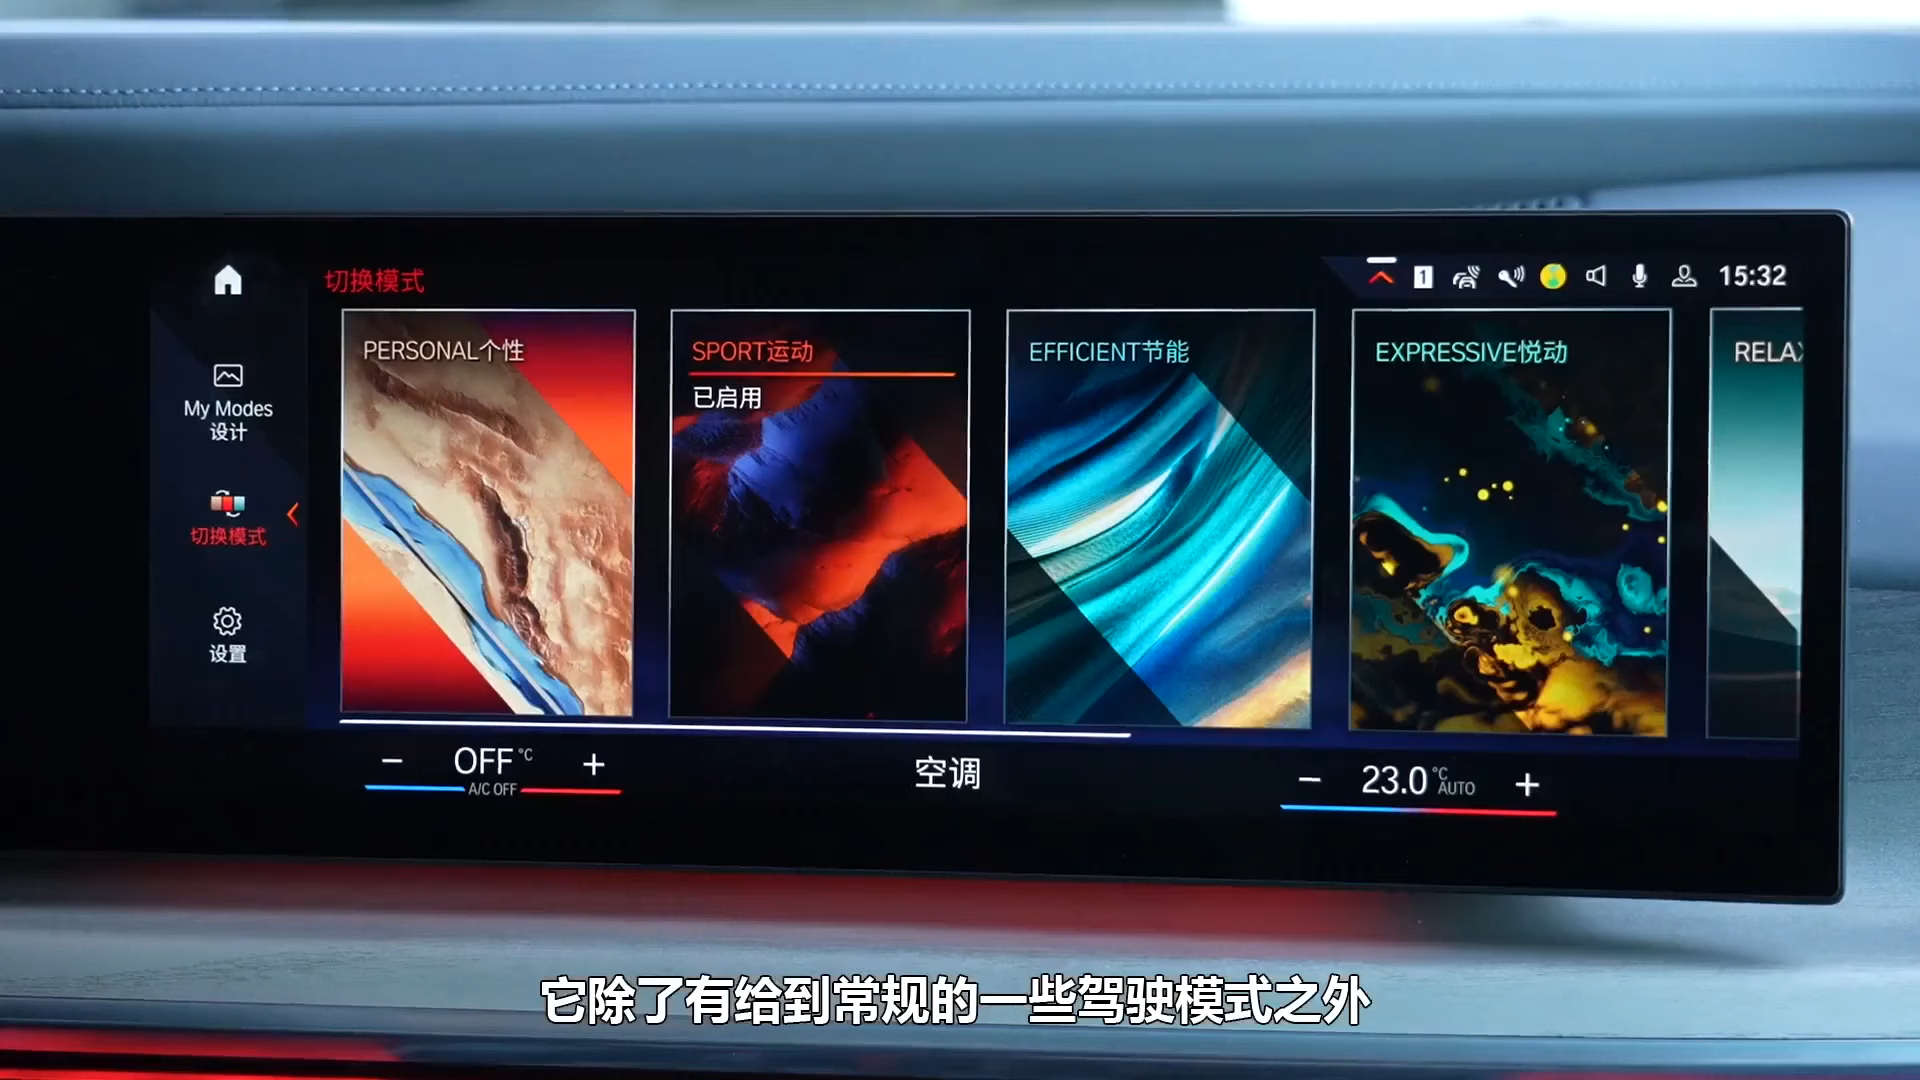 切换模式
1
15:32
My Modes
设计
切换模式
设置
PERSONAL个性
SPORT运动
已启用
EFFICIENT节能
EXPRESSIVE悦动
RELAX
− OFF °C +
A/C OFF
空调
− 23.0 °C AUTO +
它除了有给到常规的一些驾驶模式之外